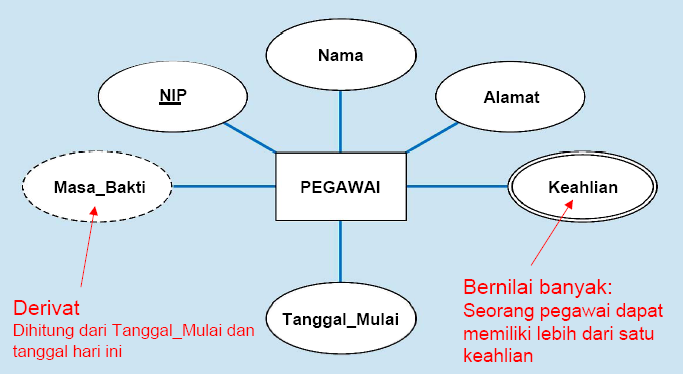 Nama
NIP
Alamat
Masa_Bakti
PEGAWAI
Keahlian
Tanggal_Mulai
Derivat
Dihitung dari Tanggal_Mulai dan
tanggal hari ini
Bernilai banyak:
Seorang pegawai dapat
memiliki lebih dari satu
keahlian